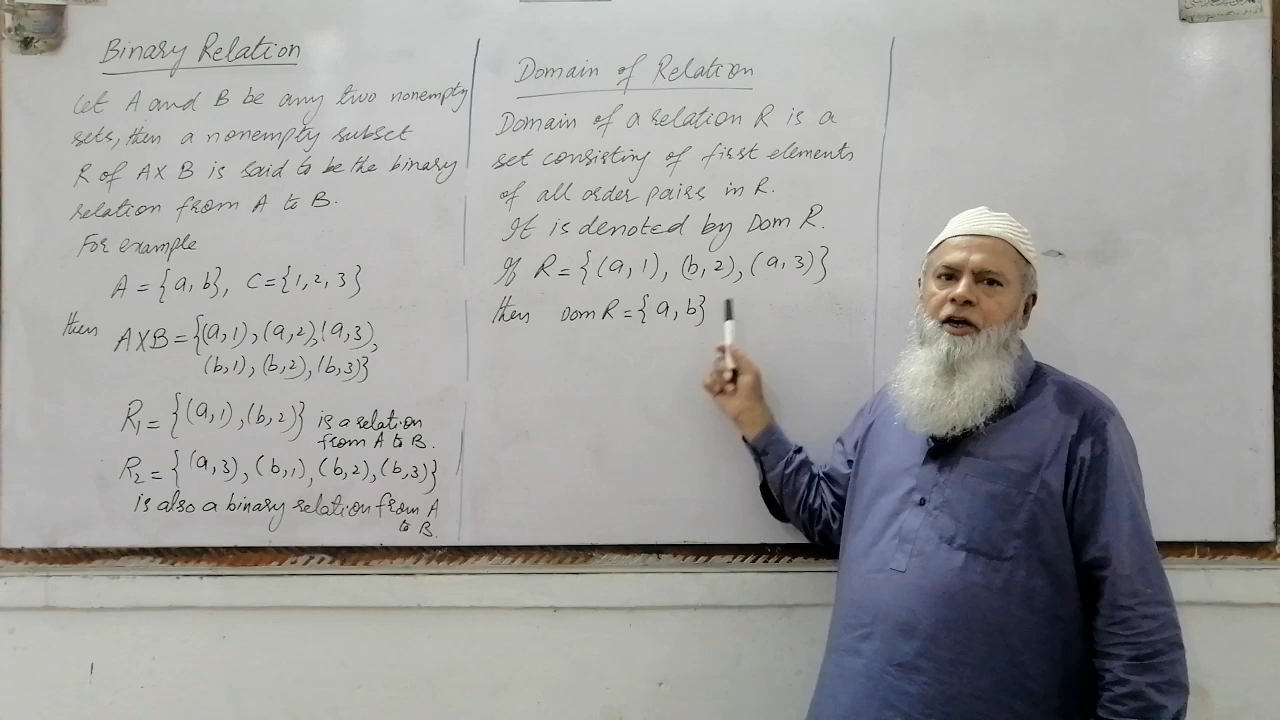 Binary Relation
Let A and B be any two nonempty
sets, then a nonempty subset
R of A×B is said to be the binary
relation from A to B.
For example
A = {a, b}, C = {1, 2, 3}
then A×B = {(a,1), (a,2), (a,3),
(b,1), (b,2), (b,3)}
R₁ = {(a,1), (b,2)} is a relation
from A to B.
R₂ = {(a,3), (b,1), (b,2), (b,3)}
is also a binary relation from A
to B.
Domain of Relation
Domain of a relation R is a
set consisting of first elements
of all order pairs in R.
It is denoted by Dom R.
If R = {(a,1), (b,2), (a,3)}
then Dom R = {a, b}